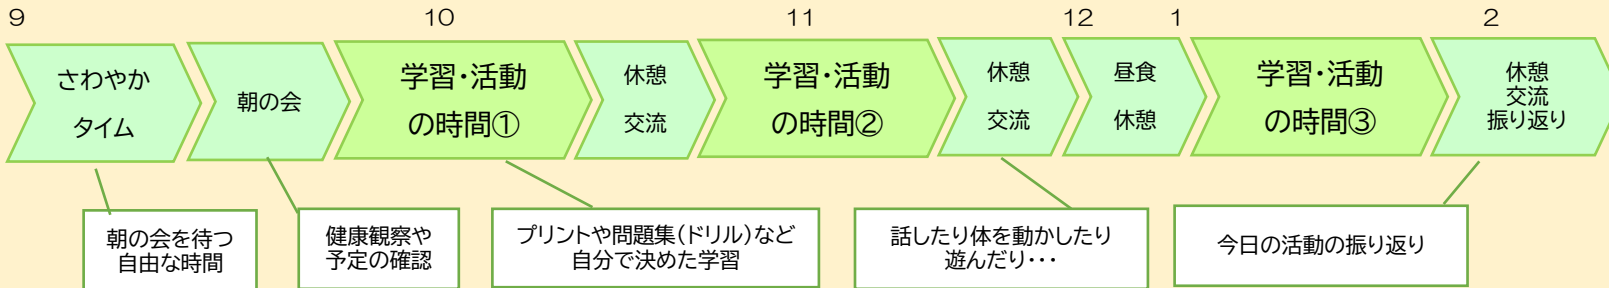 9 10 11 12 1 2
さわやか
タイム
朝の会
学習・活動
の時間①
休憩
交流
学習・活動
の時間②
休憩
交流
昼食
休憩
学習・活動
の時間③
休憩
交流
振り返り
朝の会を待つ
自由な時間
健康観察や
予定の確認
プリントや問題集(ドリル)など
自分で決めた学習
話したり体を動かしたり
遊んだり・・・
今日の活動の振り返り